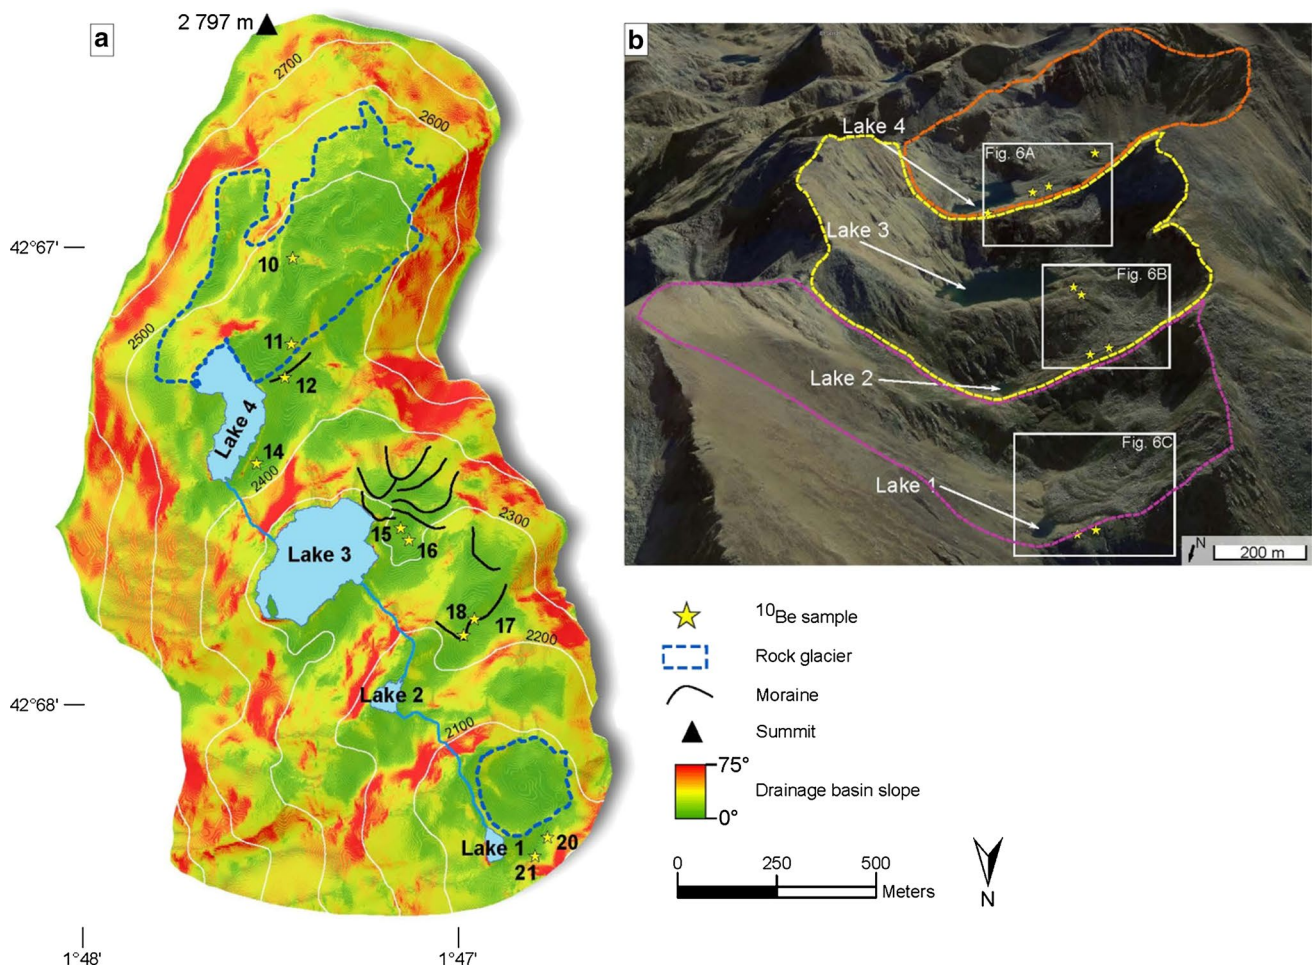 a
2 797 m
2700
2600
42°67'
10
2500
11
12
Lake 4
14
2400
2300
15
16
Lake 3
18
17
2200
42°68'
Lake 2
2100
Lake 1
20
21
1°48'
1°47'
b
Lake 4
Fig. 6A
Lake 3
Fig. 6B
Lake 2
Fig. 6C
Lake 1
N
200 m
10Be sample
Rock glacier
Moraine
Summit
75°
Drainage basin slope
0°
0 250 500
Meters
N